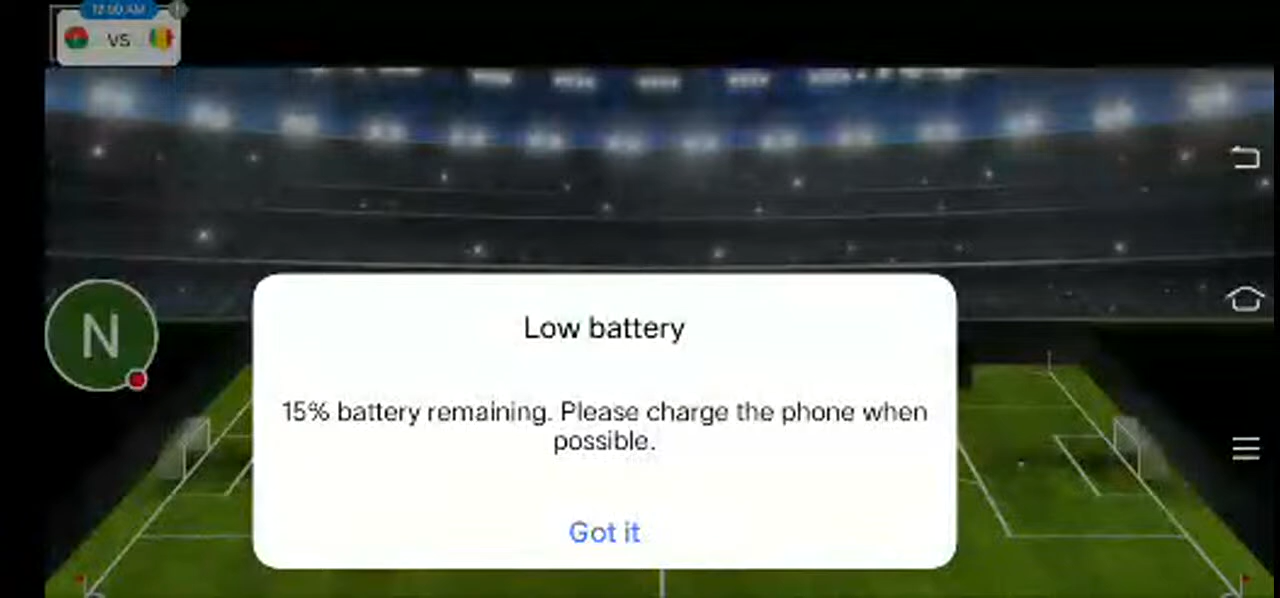 12:00 AM
VS
N
Low battery
15% battery remaining. Please charge the phone when
possible.
Got it